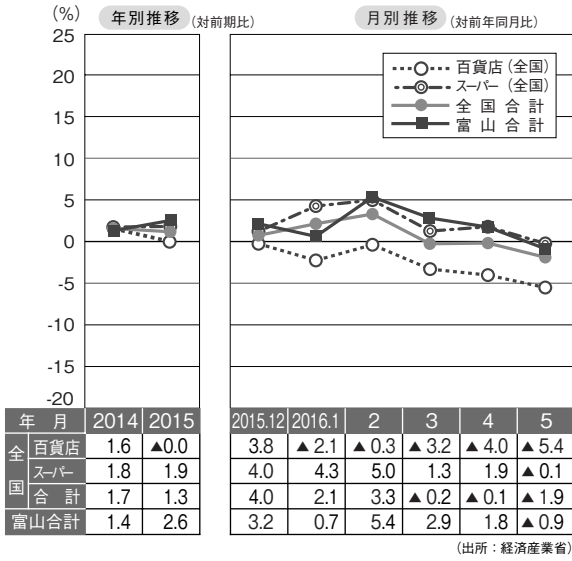 (%) 年別推移 (対前期比) 月別推移 (対前年同月比)
25
20
15
10
5
0
-5
-10
-15
-20
百貨店 (全国)
スーパー (全国)
全国合計
富山合計
年 月 2014 2015 2015.12 2016.1 2 3 4 5
全国 百貨店 1.6 ▲0.0 3.8 ▲2.1 ▲0.3 ▲3.2 ▲4.0 ▲5.4
スーパー 1.8 1.9 4.0 4.3 5.0 1.3 1.9 ▲0.1
合計 1.7 1.3 4.0 2.1 3.3 ▲0.2 ▲0.1 ▲1.9
富山合計 1.4 2.6 3.2 0.7 5.4 2.9 1.8 ▲0.9
(出所:経済産業省)